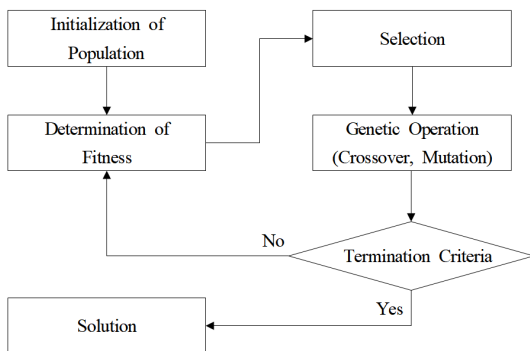 Initialization of
Population
Determination of
Fitness
Selection
Genetic Operation
(Crossover, Mutation)
Termination Criteria
No
Yes
Solution